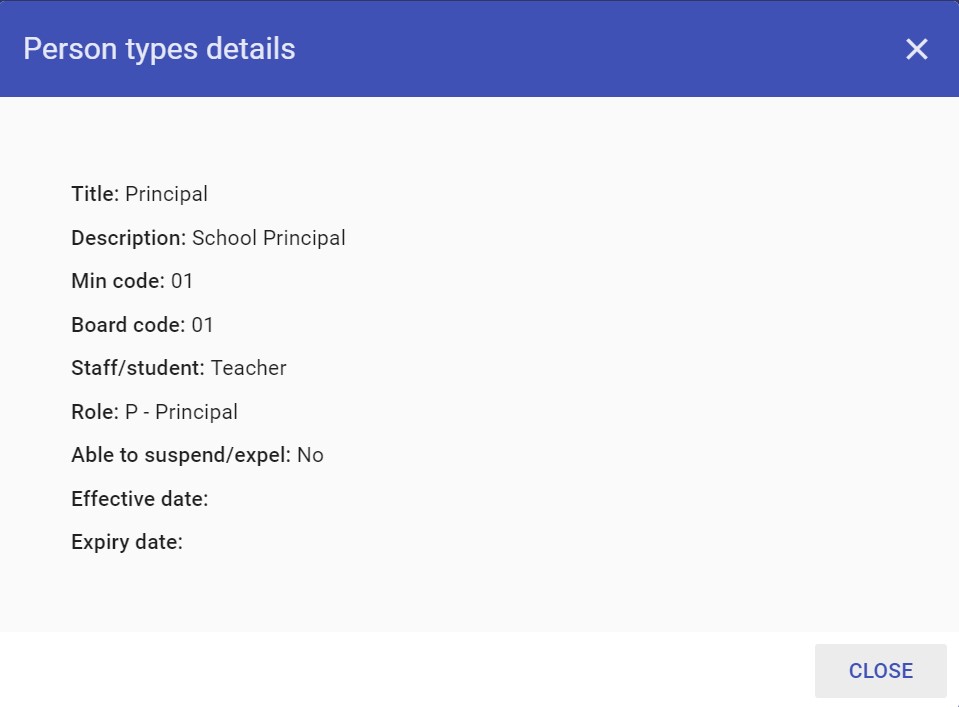 Person types details
Title: Principal
Description: School Principal
Min code: 01
Board code: 01
Staff/student: Teacher
Role: P - Principal
Able to suspend/expel: No
Effective date:
Expiry date:
CLOSE